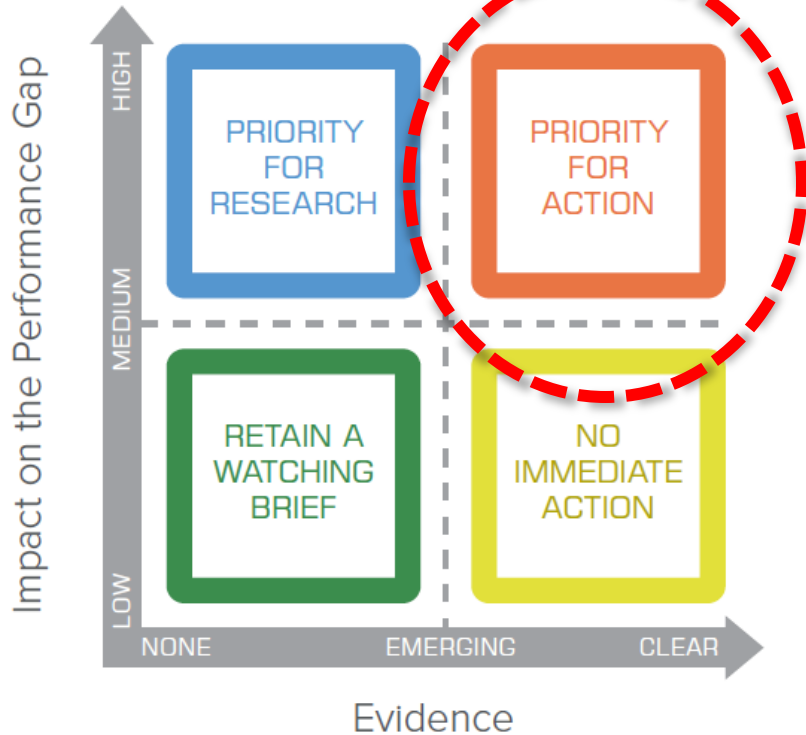 Impact on the Performance Gap
HIGH
MEDIUM
LOW
PRIORITY
FOR
RESEARCH
PRIORITY
FOR
ACTION
RETAIN A
WATCHING
BRIEF
NO
IMMEDIATE
ACTION
NONE
EMERGING
CLEAR
Evidence